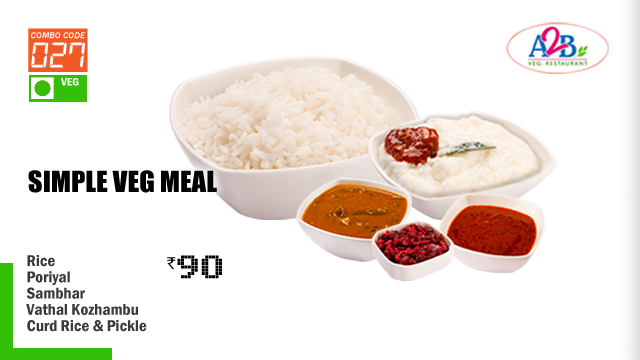 COMBO CODE
027
VEG
A2B
VEG. RESTAURANT
SIMPLE VEG MEAL
Rice
Poriyal
Sambhar
Vathal Kozhambu
Curd Rice & Pickle
₹90